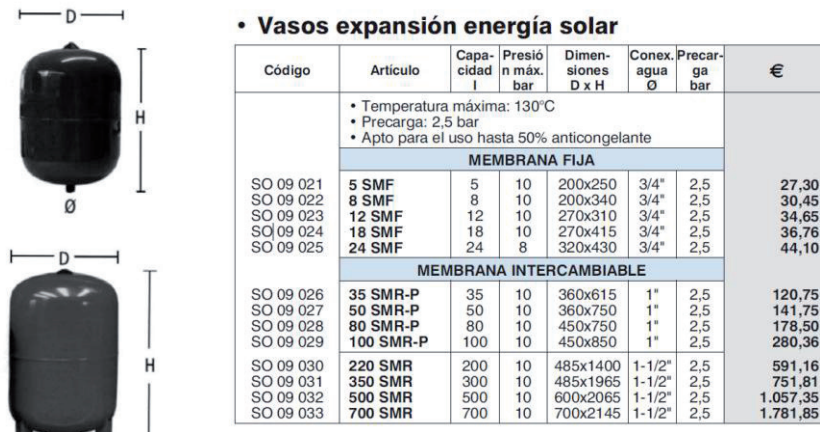 D
H
Ø
D
H
• Vasos expansión energía solar
Código Artículo Capa- Presió Dimen- Conex. Precar- €
cidad n máx. siones agua ga
l bar D x H Ø bar
• Temperatura máxima: 130°C
• Precarga: 2,5 bar
• Apto para el uso hasta 50% anticongelante
MEMBRANA FIJA
SO 09 021 5 SMF 5 10 200x250 3/4" 2,5 27,30
SO 09 022 8 SMF 8 10 200x340 3/4" 2,5 30,45
SO 09 023 12 SMF 12 10 270x310 3/4" 2,5 34,65
SO 09 024 18 SMF 18 10 270x415 3/4" 2,5 36,76
SO 09 025 24 SMF 24 8 320x430 3/4" 2,5 44,10
MEMBRANA INTERCAMBIABLE
SO 09 026 35 SMR-P 35 10 360x615 1" 2,5 120,75
SO 09 027 50 SMR-P 50 10 360x750 1" 2,5 141,75
SO 09 028 80 SMR-P 80 10 450x750 1" 2,5 178,50
SO 09 029 100 SMR-P 100 10 450x850 1" 2,5 280,36
SO 09 030 220 SMR 200 10 485x1400 1-1/2" 2,5 591,16
SO 09 031 350 SMR 300 10 485x1965 1-1/2" 2,5 751,81
SO 09 032 500 SMR 500 10 600x2065 1-1/2" 2,5 1.057,35
SO 09 033 700 SMR 700 10 700x2145 1-1/2" 2,5 1.781,85